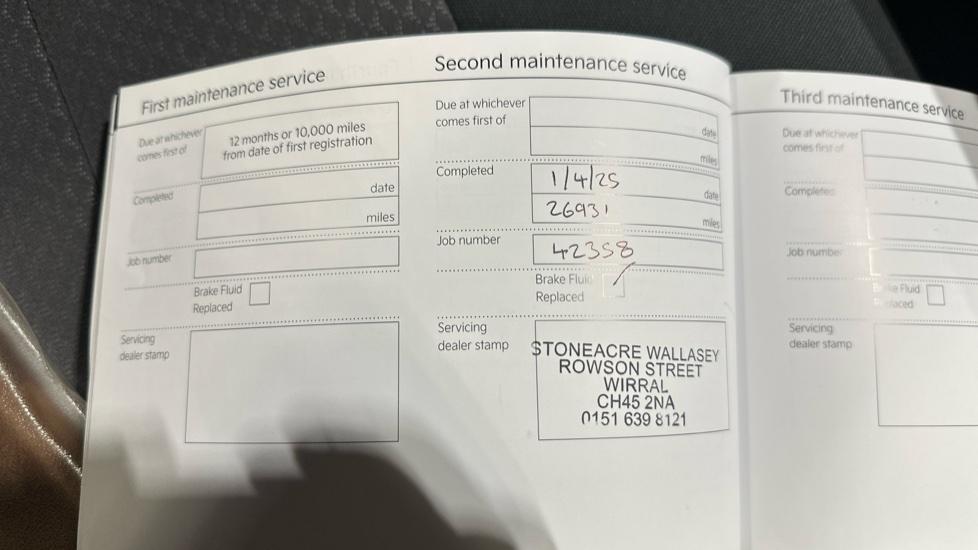 First maintenance service
Due at whichever
comes first of
12 months or 10,000 miles
from date of first registration
Completed
date
miles
Job number
Brake Fluid
Replaced
Servicing
dealer stamp
Second maintenance service
Due at whichever
comes first of
date
miles
Completed
1/4/25
date
26931
miles
Job number
42358
Brake Fluid
Replaced
Servicing
dealer stamp
STONEACRE WALLASEY
ROWSON STREET
WIRRAL
CH45 2NA
0151 639 8121
Third maintenance service
Due at whichever
comes first of
Completed
Job number
Brake Fluid
Replaced
Servicing
dealer stamp